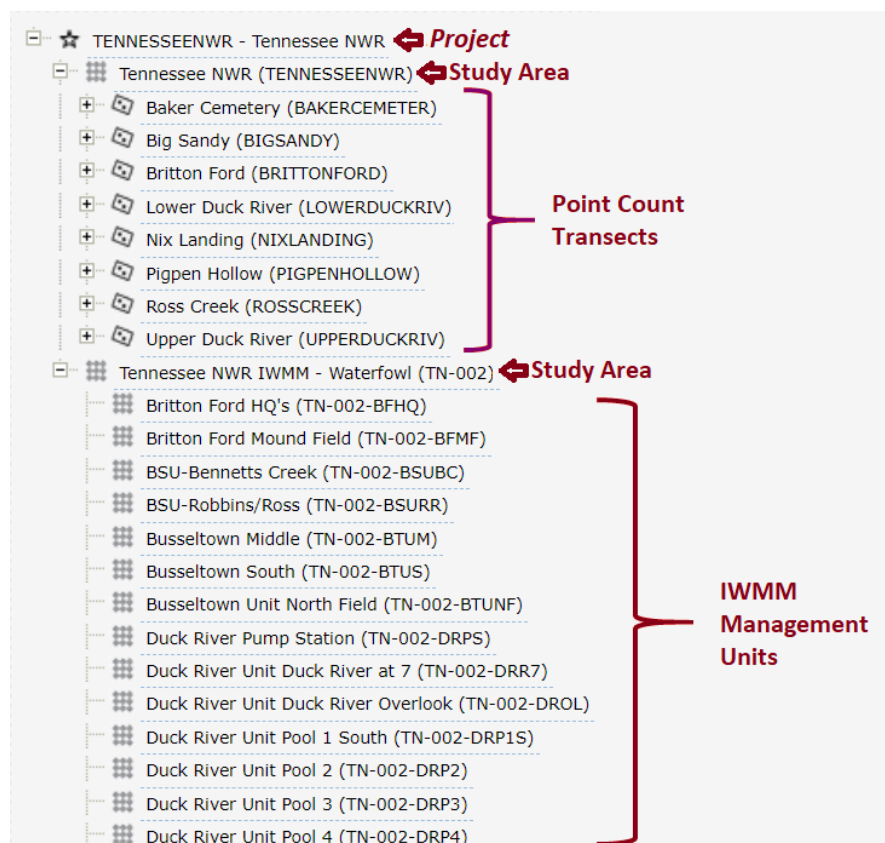 TENNESSEENWR - Tennessee NWR Project
Tennessee NWR (TENNESSEENWR) Study Area
Baker Cemetery (BAKERCEMETER)
Big Sandy (BIGSANDY)
Britton Ford (BRITTONFORD)
Lower Duck River (LOWERDUCKRIV)
Nix Landing (NIXLANDING)
Pigpen Hollow (PIGPENHOLLOW)
Ross Creek (ROSSCREEK)
Upper Duck River (UPPERDUCKRIV)
Point Count
Transects
Tennessee NWR IWMM - Waterfowl (TN-002) Study Area
Britton Ford HQ's (TN-002-BFHQ)
Britton Ford Mound Field (TN-002-BFMF)
BSU-Bennetts Creek (TN-002-BSUBC)
BSU-Robbins/Ross (TN-002-BSURR)
Busseltown Middle (TN-002-BTUM)
Busseltown South (TN-002-BTUS)
Busseltown Unit North Field (TN-002-BTUNF)
Duck River Pump Station (TN-002-DRPS)
Duck River Unit Duck River at 7 (TN-002-DRR7)
Duck River Unit Duck River Overlook (TN-002-DROL)
Duck River Unit Pool 1 South (TN-002-DRP1S)
Duck River Unit Pool 2 (TN-002-DRP2)
Duck River Unit Pool 3 (TN-002-DRP3)
Duck River Unit Pool 4 (TN-002-DRP4)
IWMM
Management
Units